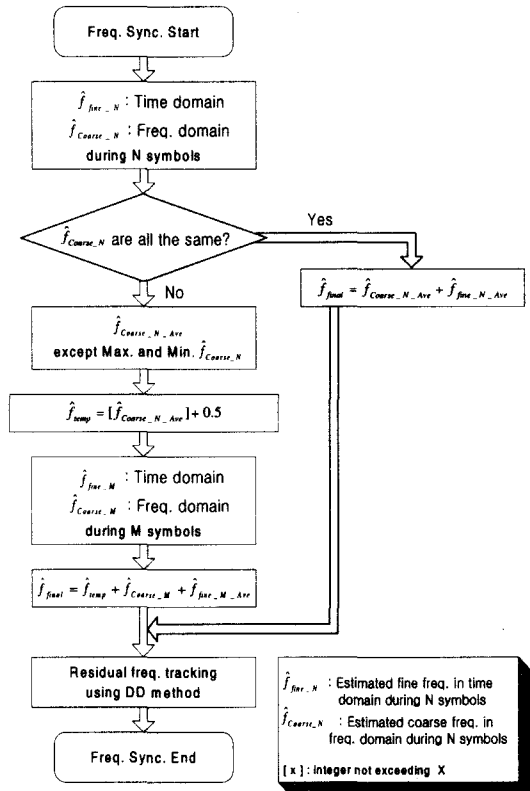 Freq. Sync. Start
f̂_fine_N : Time domain
f̂_Coarse_N : Freq. domain
during N symbols
f̂_Coarse_N are all the same?
Yes
No
f̂_final = f̂_Coarse_N_Ave + f̂_fine_N_Ave
f̂_Coarse_N_Ave
except Max. and Min. f̂_Coarse_N
f̂_temp = [f̂_Coarse_N_Ave] + 0.5
f̂_fine_M : Time domain
f̂_Coarse_M : Freq. domain
during M symbols
f̂_final = f̂_temp + f̂_Coarse_M + f̂_fine_M_Ave
Residual freq. tracking
using DD method
Freq. Sync. End
f̂_fine_N : Estimated fine freq. in time
domain during N symbols
f̂_Coarse_N : Estimated coarse freq. in
freq. domain during N symbols
[ x ] : Integer not exceeding X